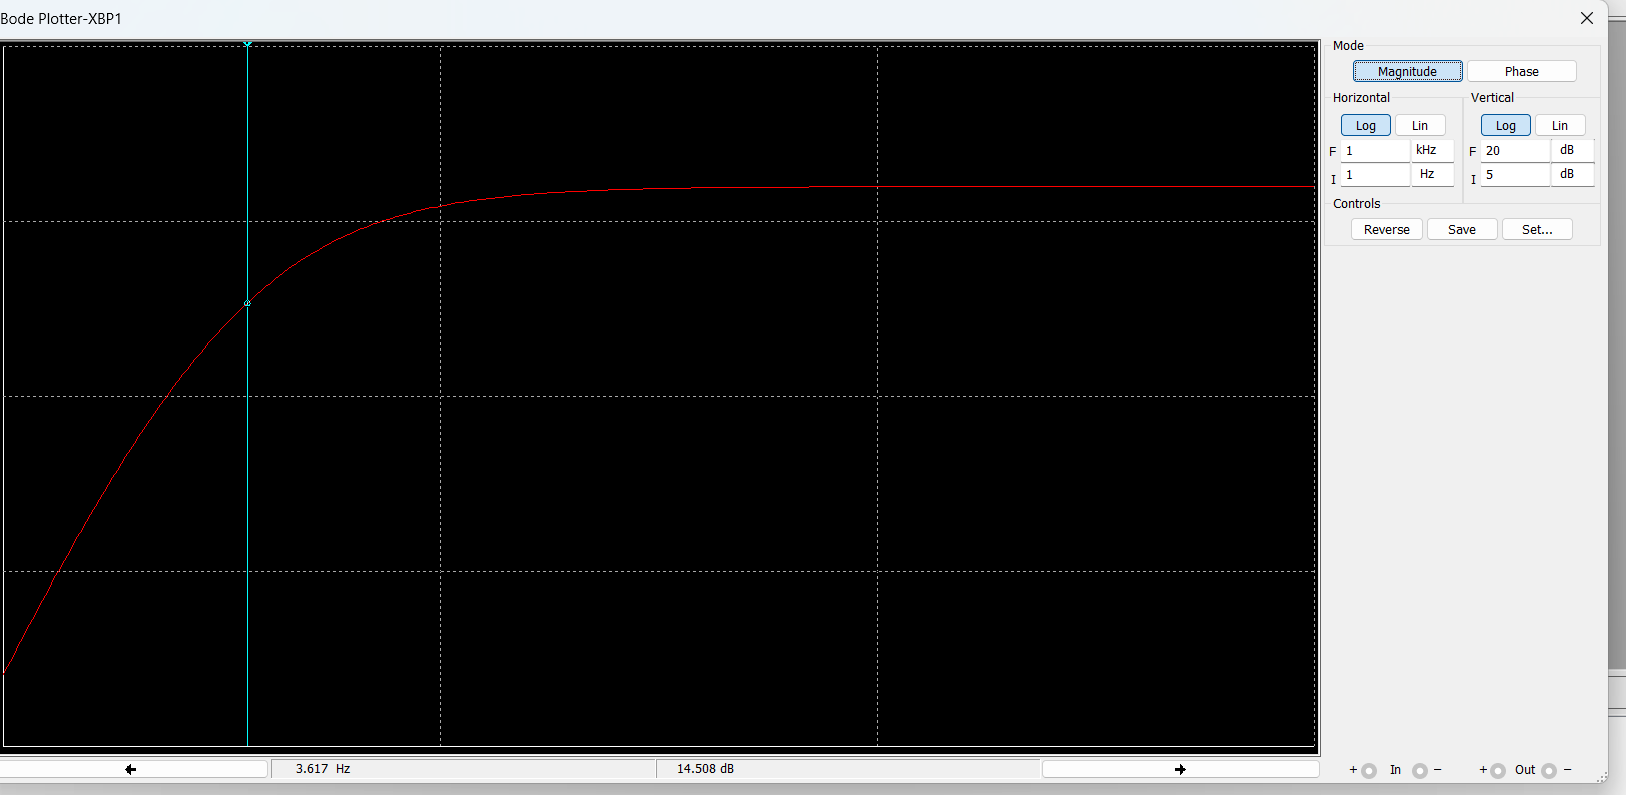 Bode Plotter-XBP1
Mode
Magnitude Phase
Horizontal Vertical
Log Lin Log Lin
F 1 kHz F 20 dB
I 1 Hz I 5 dB
Controls
Reverse Save Set...
3.617 Hz 14.508 dB
+ In − + Out −